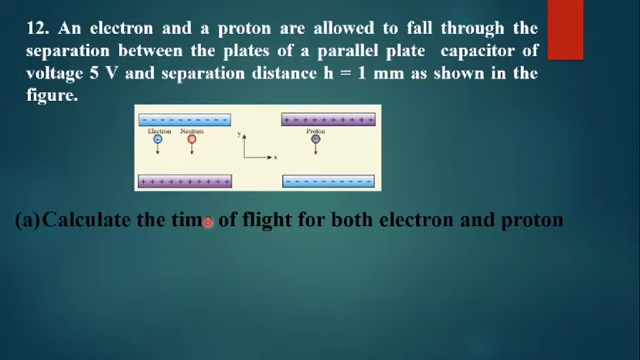 12. An electron and a proton are allowed to fall through the
separation between the plates of a parallel plate capacitor of
voltage 5 V and separation distance h = 1 mm as shown in the
figure.
Electron Neutron
Proton
y
x
(a)Calculate the time of flight for both electron and proton